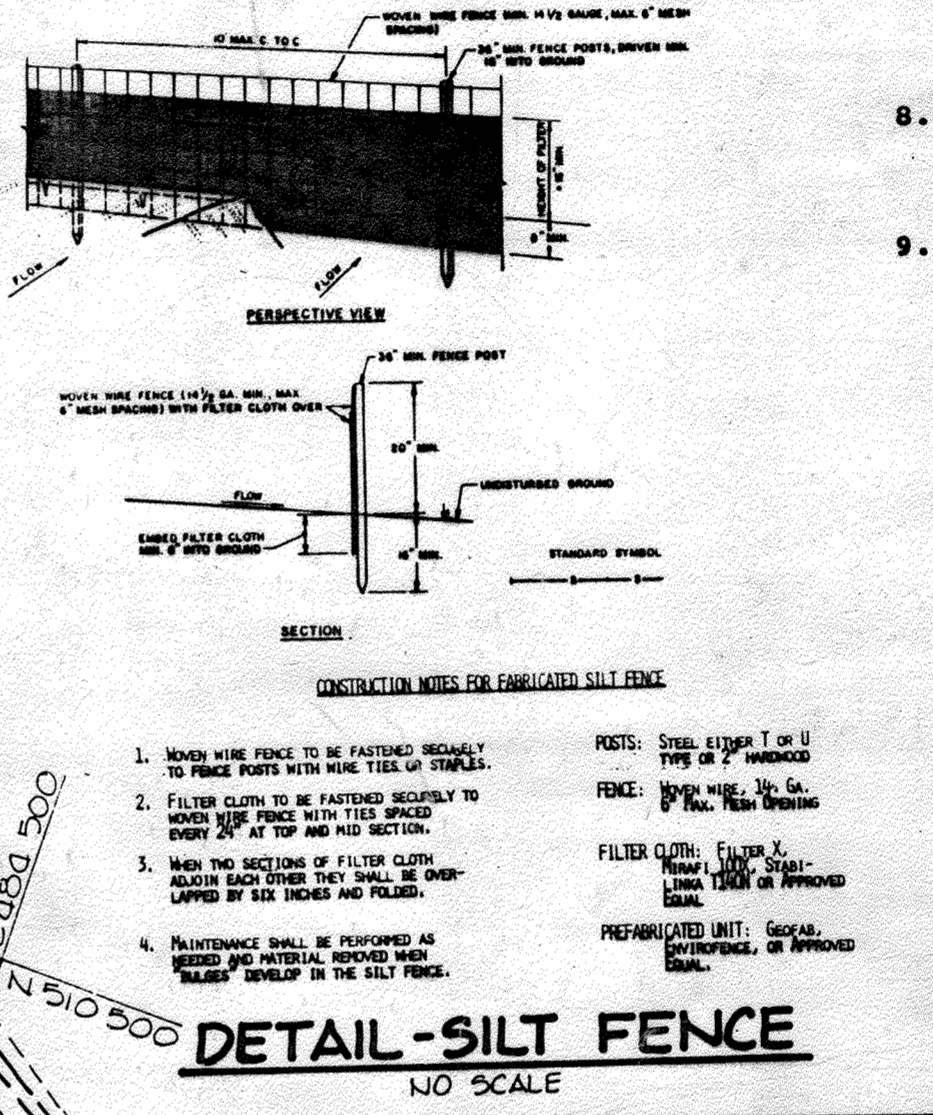 WOVEN WIRE FENCE (MIN. 14 1/2 GAUGE, MAX. 6" MESH
SPACING)
10' MAX. C. TO C.
36" MIN. FENCE POSTS, DRIVEN MIN.
16" INTO GROUND
8.
HEIGHT OF FILTER
= 16" MIN.
9.
8" MIN.
FLOW
FLOW
PERSPECTIVE VIEW
36" MIN. FENCE POST
WOVEN WIRE FENCE (14 1/2 GA. MIN., MAX
6" MESH SPACING) WITH FILTER CLOTH OVER
20" MIN.
FLOW
UNDISTURBED GROUND
EMBED FILTER CLOTH
MIN. 8" INTO GROUND
16" MIN.
STANDARD SYMBOL
SECTION
CONSTRUCTION NOTES FOR FABRICATED SILT FENCE
1. WOVEN WIRE FENCE TO BE FASTENED SECURELY
TO FENCE POSTS WITH WIRE TIES OR STAPLES.
2. FILTER CLOTH TO BE FASTENED SECURELY TO
WOVEN WIRE FENCE WITH TIES SPACED
EVERY 24" AT TOP AND MID SECTION.
3. WHEN TWO SECTIONS OF FILTER CLOTH
ADJOIN EACH OTHER THEY SHALL BE OVER-
LAPPED BY SIX INCHES AND FOLDED.
4. MAINTENANCE SHALL BE PERFORMED AS
NEEDED AND MATERIAL REMOVED WHEN
"BULGES" DEVELOP IN THE SILT FENCE.
POSTS: STEEL EITHER T OR U
TYPE OR 2" HARDWOOD
FENCE: WOVEN WIRE, 14½ GA.
6" MAX. MESH OPENING
FILTER CLOTH: FILTER X,
MIRAFI 100X, STABI-
LINKA T140N OR APPROVED
EQUAL
PREFABRICATED UNIT: GEOFAB,
ENVIROFENCE, OR APPROVED
EQUAL.
500
N 510 500
DETAIL-SILT FENCE
NO SCALE